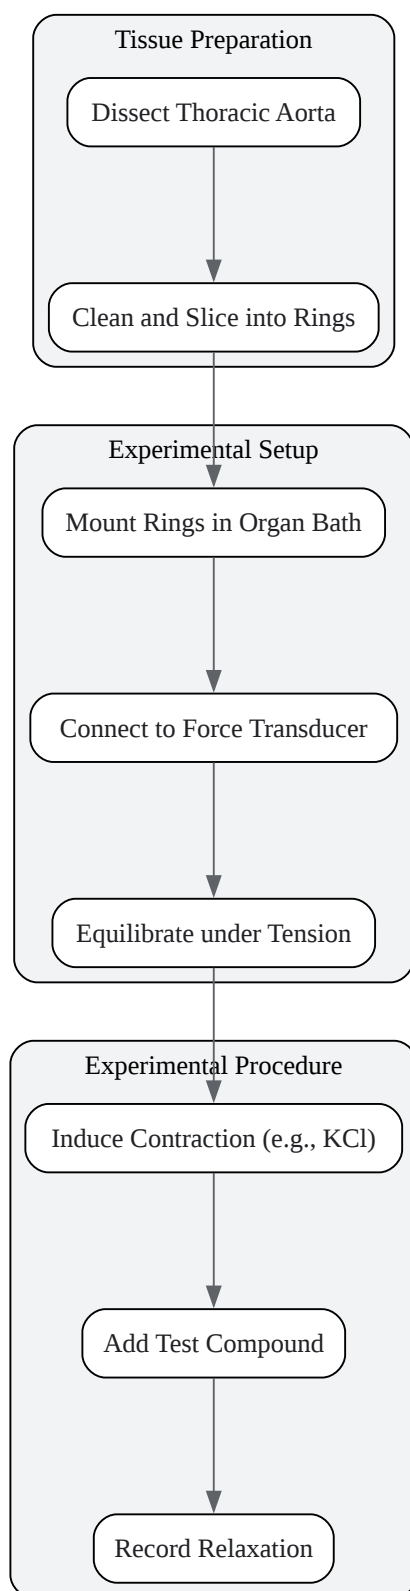 Tissue Preparation
Dissect Thoracic Aorta
Clean and Slice into Rings
Experimental Setup
Mount Rings in Organ Bath
Connect to Force Transducer
Equilibrate under Tension
Experimental Procedure
Induce Contraction (e.g., KCl)
Add Test Compound
Record Relaxation